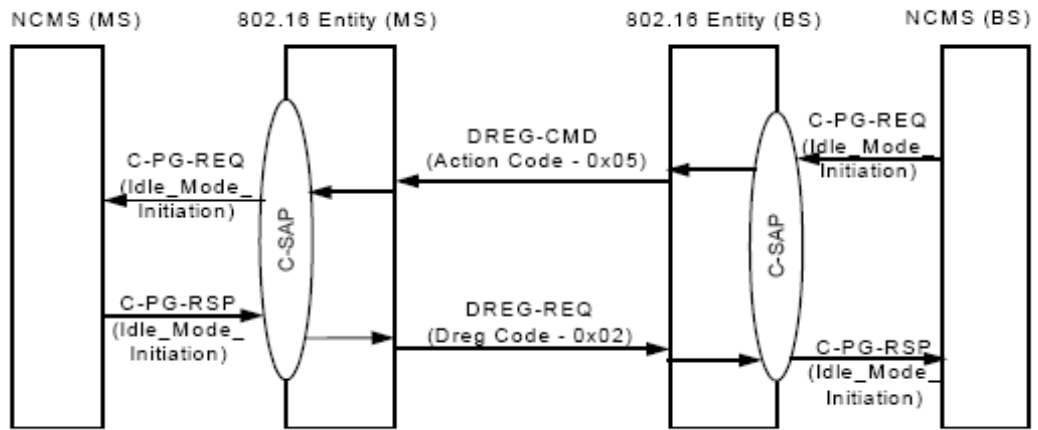 NCMS (MS)
802.16 Entity (MS)
802.16 Entity (BS)
NCMS (BS)
C-PG-REQ
(Idle_Mode_
Initiation)
DREG-CMD
(Action Code - 0x05)
C-PG-REQ
(Idle_Mode_
Initiation)
C-SAP
C-SAP
C-PG-RSP
(Idle_Mode_
Initiation)
DREG-REQ
(Dreg Code - 0x02)
C-PG-RSP
(Idle_Mode_
Initiation)